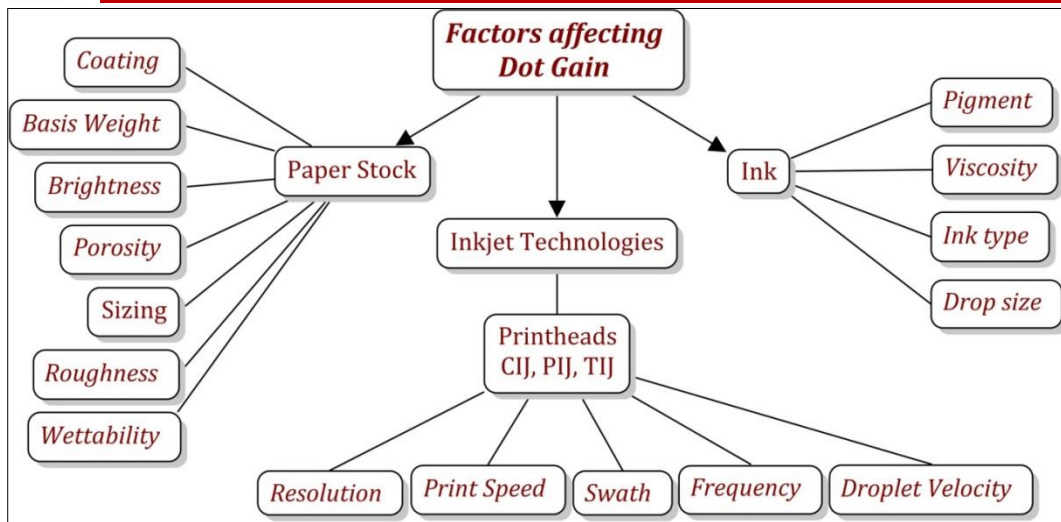 Factors affecting
Dot Gain
Coating
Basis Weight
Brightness
Porosity
Sizing
Roughness
Wettability
Paper Stock
Inkjet Technologies
Printheads
CIJ, PIJ, TIJ
Resolution
Print Speed
Swath
Frequency
Droplet Velocity
Ink
Pigment
Viscosity
Ink type
Drop size